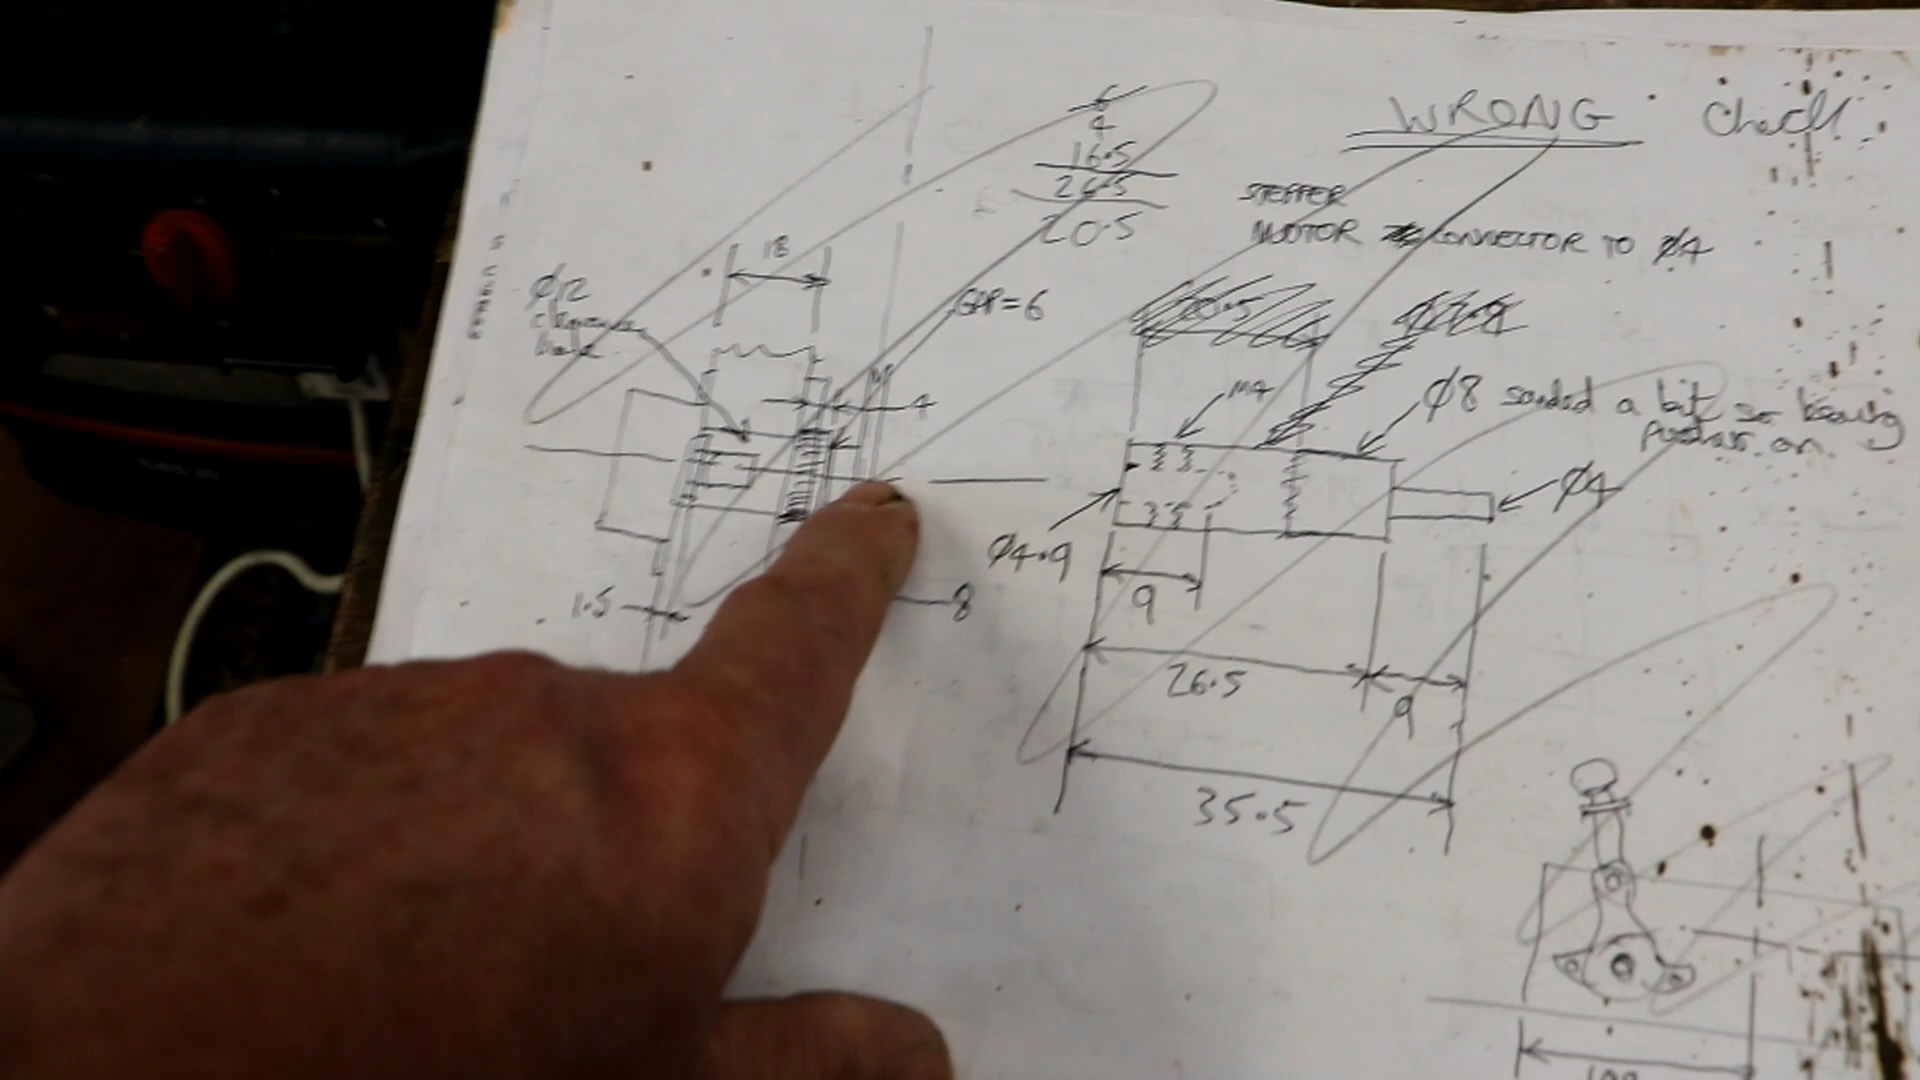 WRONG Check
6
4
16.5
26.5
20.5
STEPPER
MOTOR CONNECTOR TO Ø4
18
Ø12
clearance
hole
GAP=6
4
M4
Ø8 sanded a bit so bearing
pushes on.
Ø4
Ø4.9
9
1.5
8
26.5
9
35.5